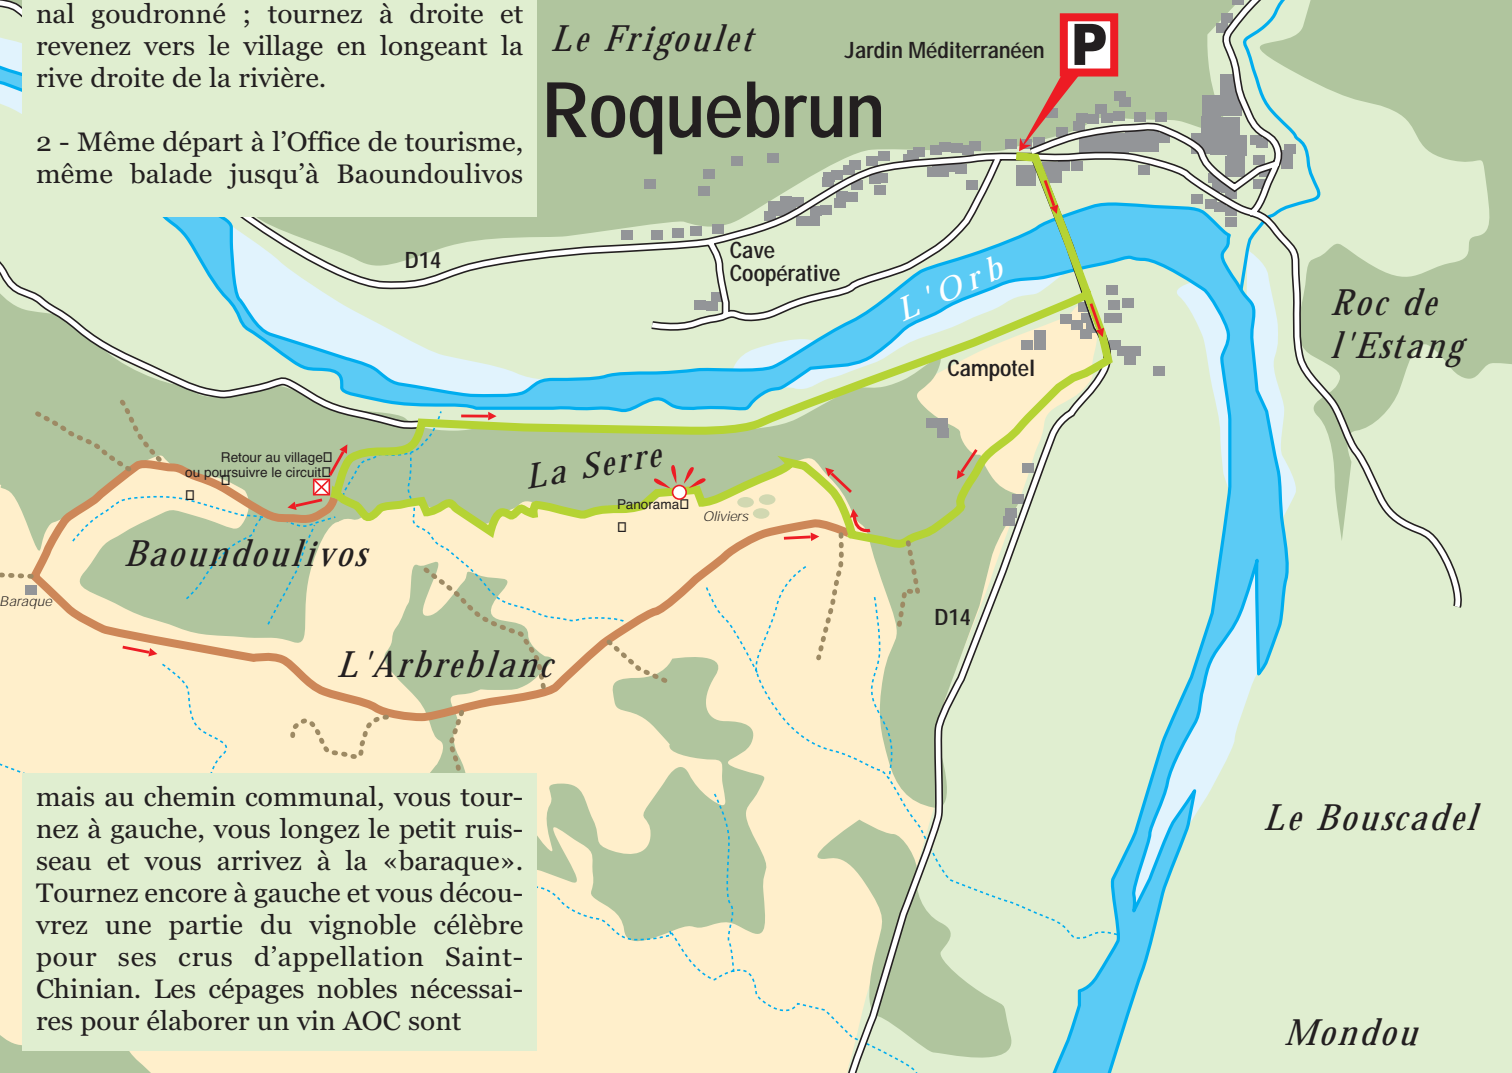 nal goudronné ; tournez à droite et
revenez vers le village en longeant la
rive droite de la rivière.
2 - Même départ à l'Office de tourisme,
même balade jusqu'à Baoundoulivos
Le Frigoulet
Jardin Méditerranéen
P
Roquebrun
D14
Cave
Coopérative
L'Orb
Roc de
l'Estang
Campotel
Retour au village
ou poursuivre le circuit
La Serre
Panorama
Oliviers
Baoundoulivos
Baraque
D14
L'Arbreblanc
mais au chemin communal, vous tour-
nez à gauche, vous longez le petit ruis-
seau et vous arrivez à la «baraque».
Tournez encore à gauche et vous décou-
vrez une partie du vignoble célèbre
pour ses crus d'appellation Saint-
Chinian. Les cépages nobles nécessai-
res pour élaborer un vin AOC sont
Le Bouscadel
Mondou